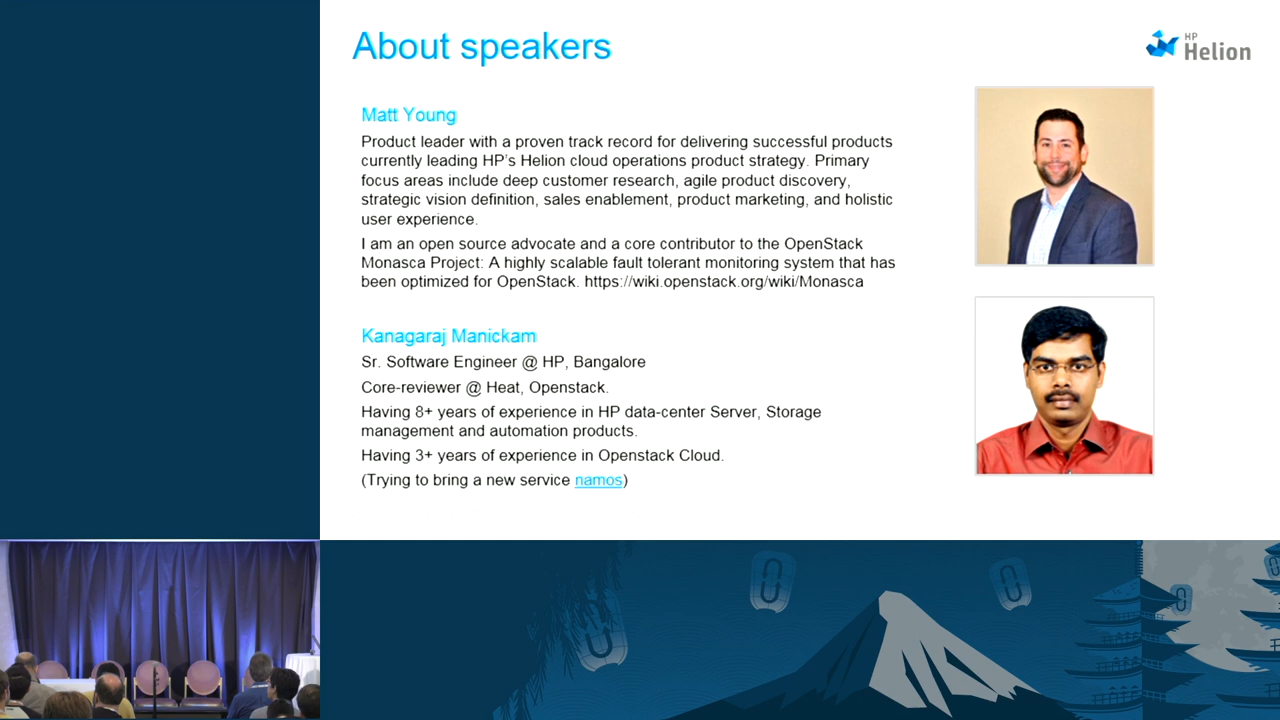 About speakers
HP
Helion
Matt Young
Product leader with a proven track record for delivering successful products
currently leading HP's Helion cloud operations product strategy. Primary
focus areas include deep customer research, agile product discovery,
strategic vision definition, sales enablement, product marketing, and holistic
user experience.
I am an open source advocate and a core contributor to the OpenStack
Monasca Project: A highly scalable fault tolerant monitoring system that has
been optimized for OpenStack. https://wiki.openstack.org/wiki/Monasca
Kanagaraj Manickam
Sr. Software Engineer @ HP, Bangalore
Core-reviewer @ Heat, Openstack.
Having 8+ years of experience in HP data-center Server, Storage
management and automation products.
Having 3+ years of experience in Openstack Cloud.
(Trying to bring a new service namos)